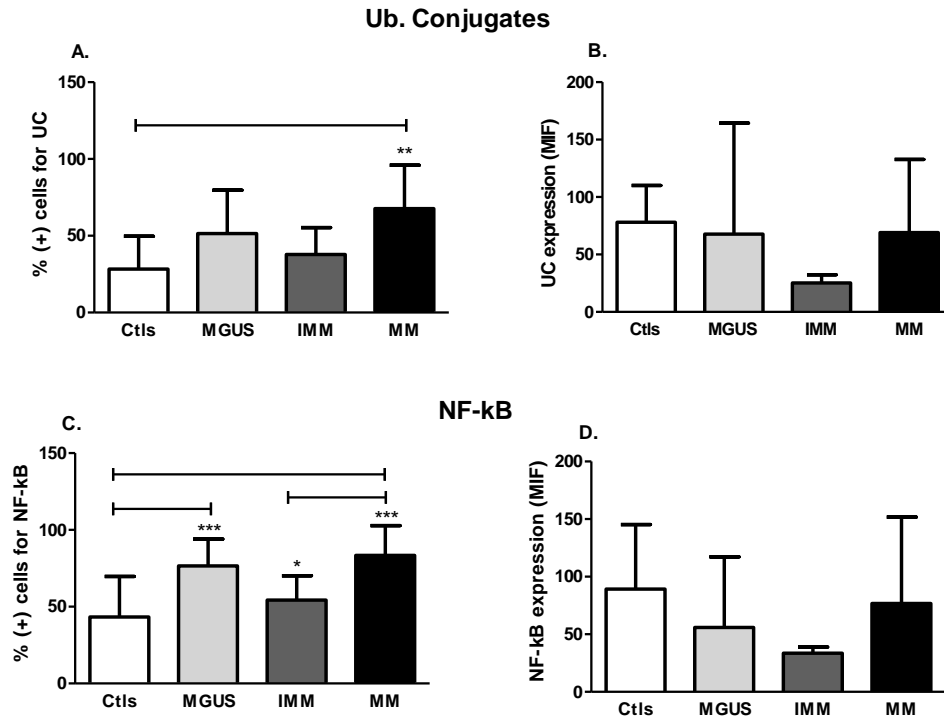 Ub. Conjugates
A.
% (+) cells for UC
150
100
50
0
**
Ctls MGUS IMM MM
B.
UC expression (MIF)
200
150
100
50
0
Ctls MGUS IMM MM
NF-kB
C.
% (+) cells for NF-kB
150
100
50
0
***
*
***
Ctls MGUS IMM MM
D.
NF-kB expression (MIF)
200
150
100
50
0
Ctls MGUS IMM MM